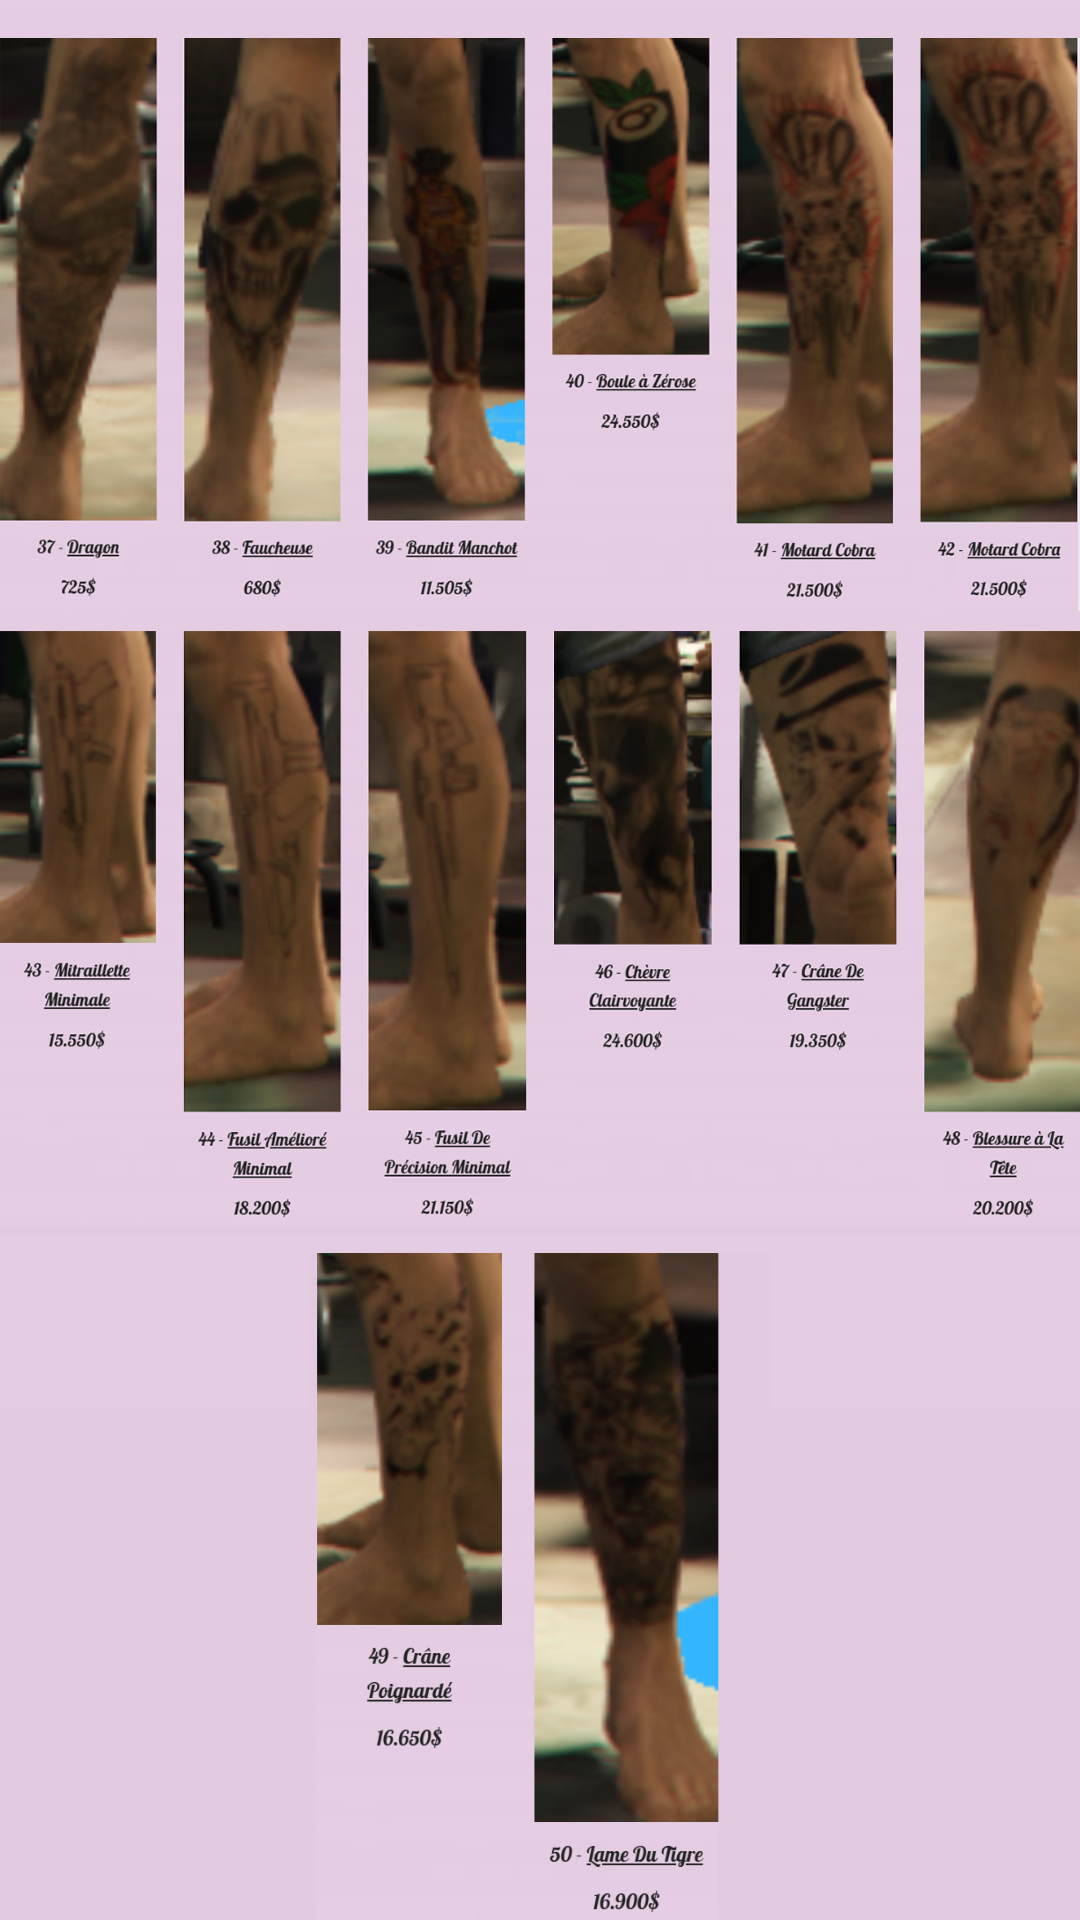 37 - Dragon
725$
38 - Faucheuse
680$
39 - Bandit Manchot
11.505$
40 - Boule à Zérose
24.550$
41 - Motard Cobra
21.500$
42 - Motard Cobra
21.500$
43 - Mitraillette
Minimale
15.550$
44 - Fusil Amélioré
Minimal
18.200$
45 - Fusil De
Précision Minimal
21.150$
46 - Chèvre
Clairvoyante
24.600$
47 - Crâne De
Gangster
19.350$
48 - Blessure à La
Tête
20.200$
49 - Crâne
Poignardé
16.650$
50 - Lame Du Tigre
16.900$